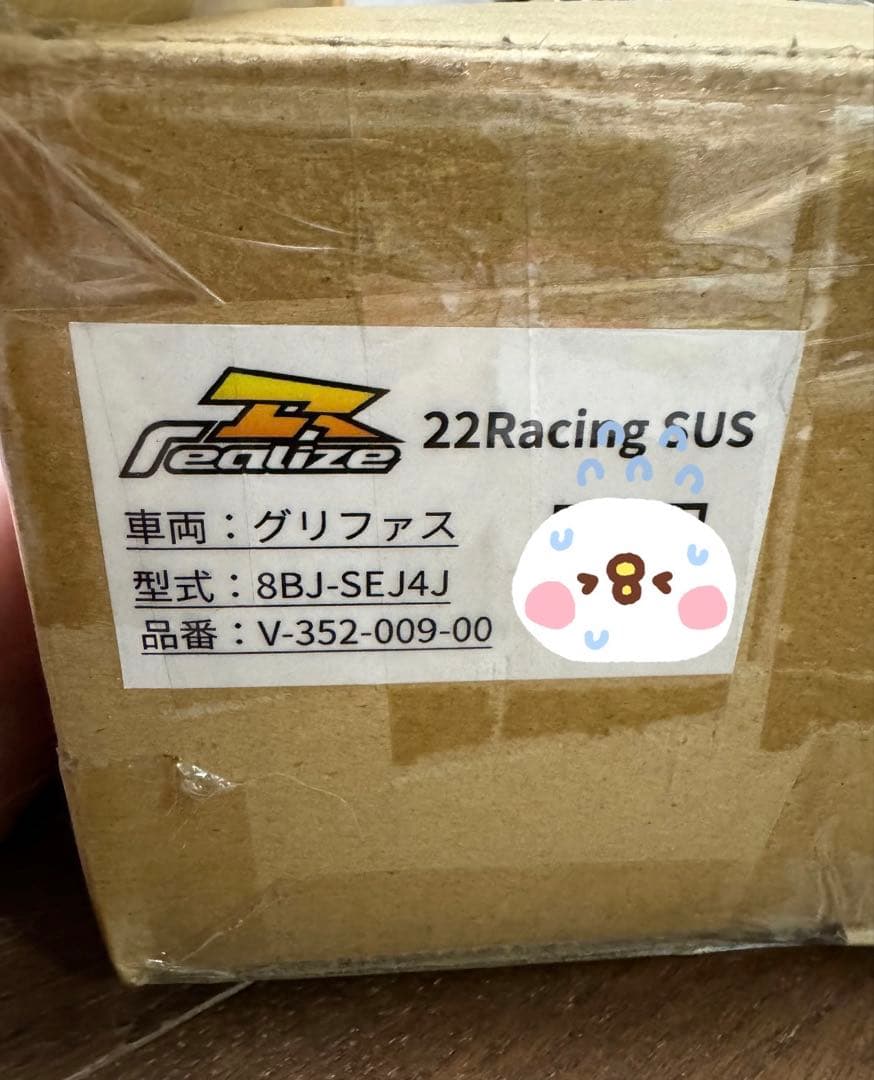 realize
22Racing SUS
車両：グリファス
型式：8BJ-SEJ4J
品番：V-352-009-00